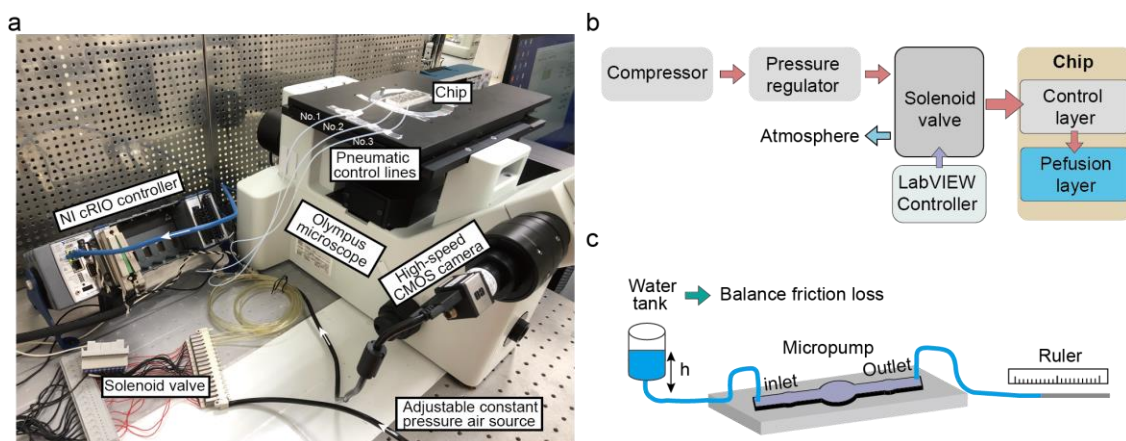 a
Chip
No.1
No.2
No.3
Pneumatic
control lines
NI cRIO controller
Olympus
microscope
High-speed
CMOS camera
Solenoid valve
Adjustable constant
pressure air source
b
Compressor
Pressure
regulator
Solenoid
valve
Atmosphere
LabVIEW
Controller
Chip
Control
layer
Pefusion
layer
c
Water
tank
Balance friction loss
h
Micropump
inlet
Outlet
Ruler